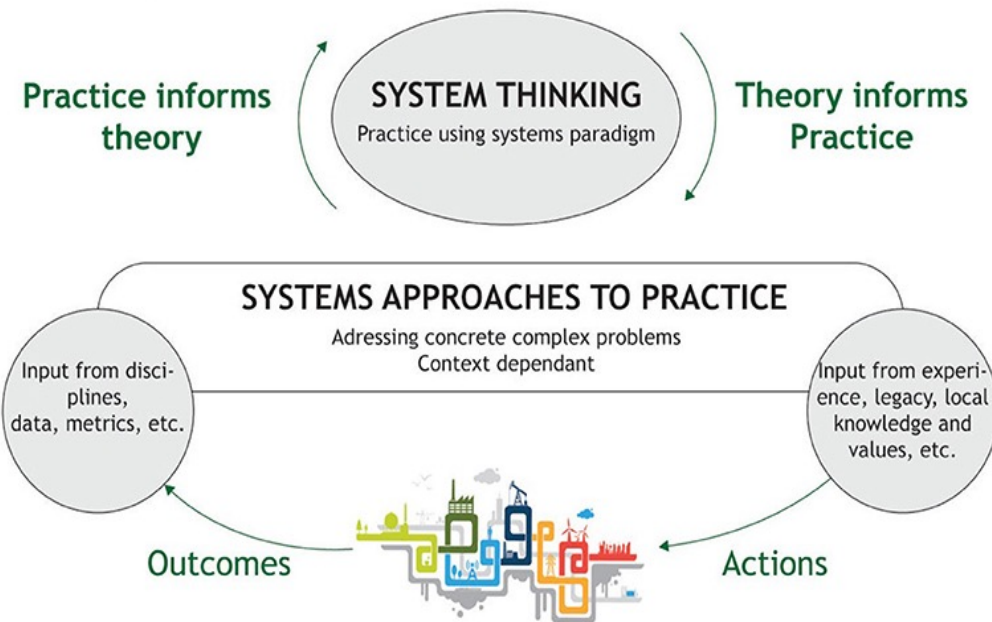 Practice informs
theory
SYSTEM THINKING
Practice using systems paradigm
Theory informs
Practice
SYSTEMS APPROACHES TO PRACTICE
Adressing concrete complex problems
Context dependant
Input from disci-
plines,
data, metrics, etc.
Input from experi-
ence, legacy, local
knowledge and
values, etc.
Outcomes
Actions